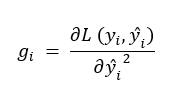 g_i = ∂L (y_i, ŷ_i) / ∂ŷ_i^2